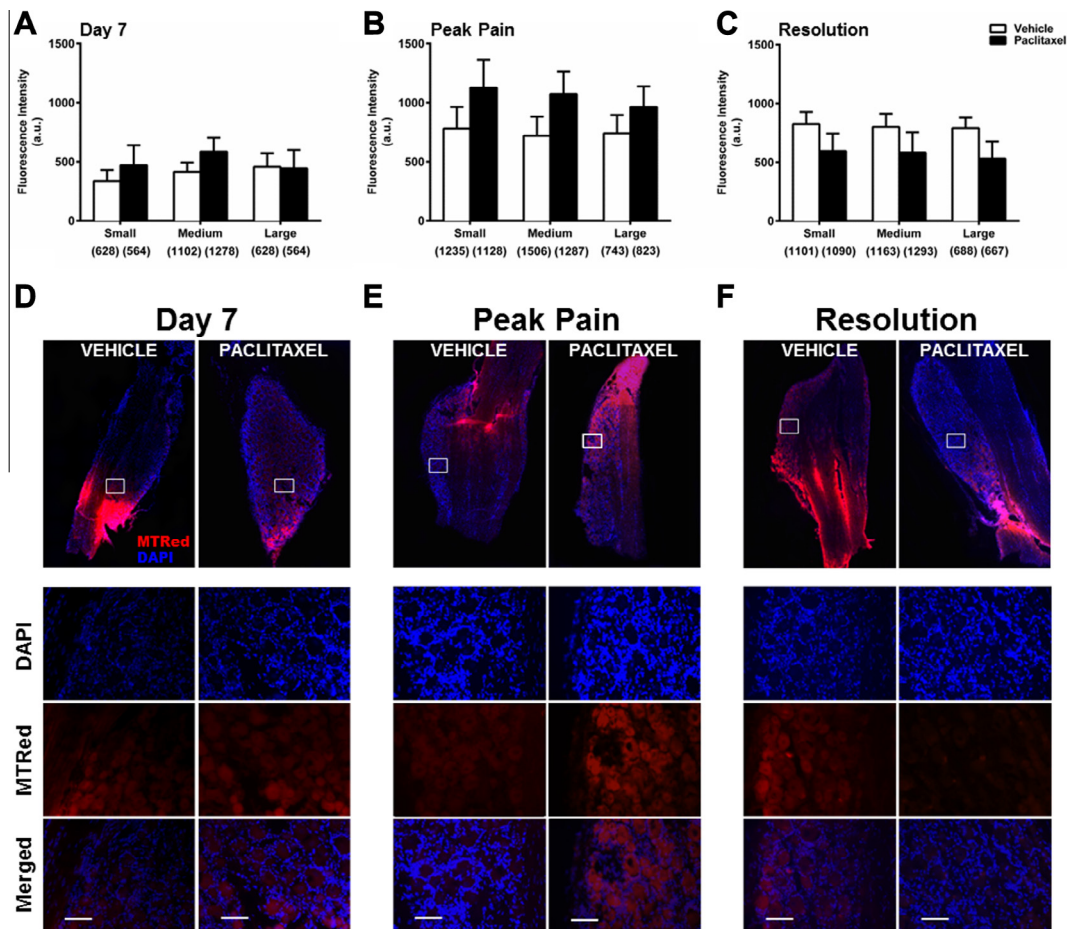 A Day 7
1500
1000
500
0
Fluorescence Intensity
(a.u.)
Small Medium Large
(628) (564) (1102) (1278) (628) (564)
B Peak Pain
1500
1000
500
0
Fluorescence Intensity
(a.u.)
Small Medium Large
(1235) (1128) (1506) (1287) (743) (823)
C Resolution
Vehicle
Paclitaxel
1500
1000
500
0
Fluorescence Intensity
(a.u.)
Small Medium Large
(1101) (1090) (1163) (1293) (688) (667)
D Day 7
VEHICLE PACLITAXEL
MTRed
DAPI
E Peak Pain
VEHICLE PACLITAXEL
F Resolution
VEHICLE PACLITAXEL
DAPI
MTRed
Merged